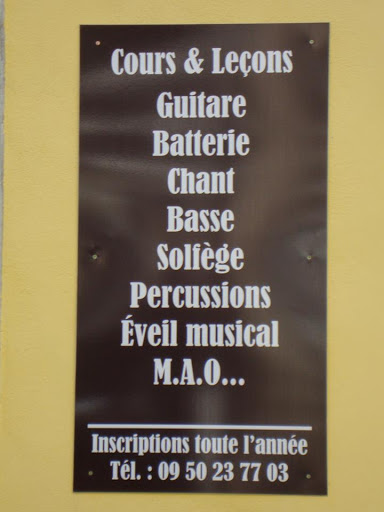 Cours & Leçons
Guitare
Batterie
Chant
Basse
Solfège
Percussions
Éveil musical
M.A.O...
Inscriptions toute l'année
Tél. : 09 50 23 77 03